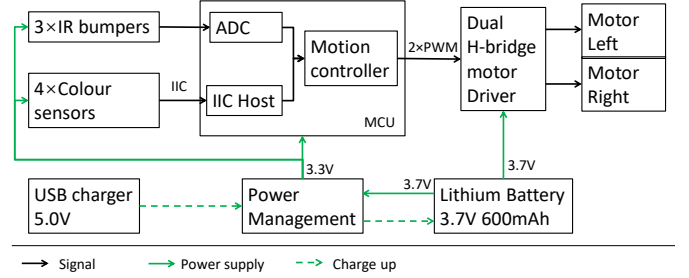 3×IR bumpers
ADC
Motion
controller
2×PWM
Dual
H-bridge
motor
Driver
Motor
Left
Motor
Right
4×Colour
sensors
IIC
IIC Host
MCU
3.3V
3.7V
3.7V
USB charger
5.0V
Power
Management
Lithium Battery
3.7V 600mAh
Signal
Power supply
Charge up